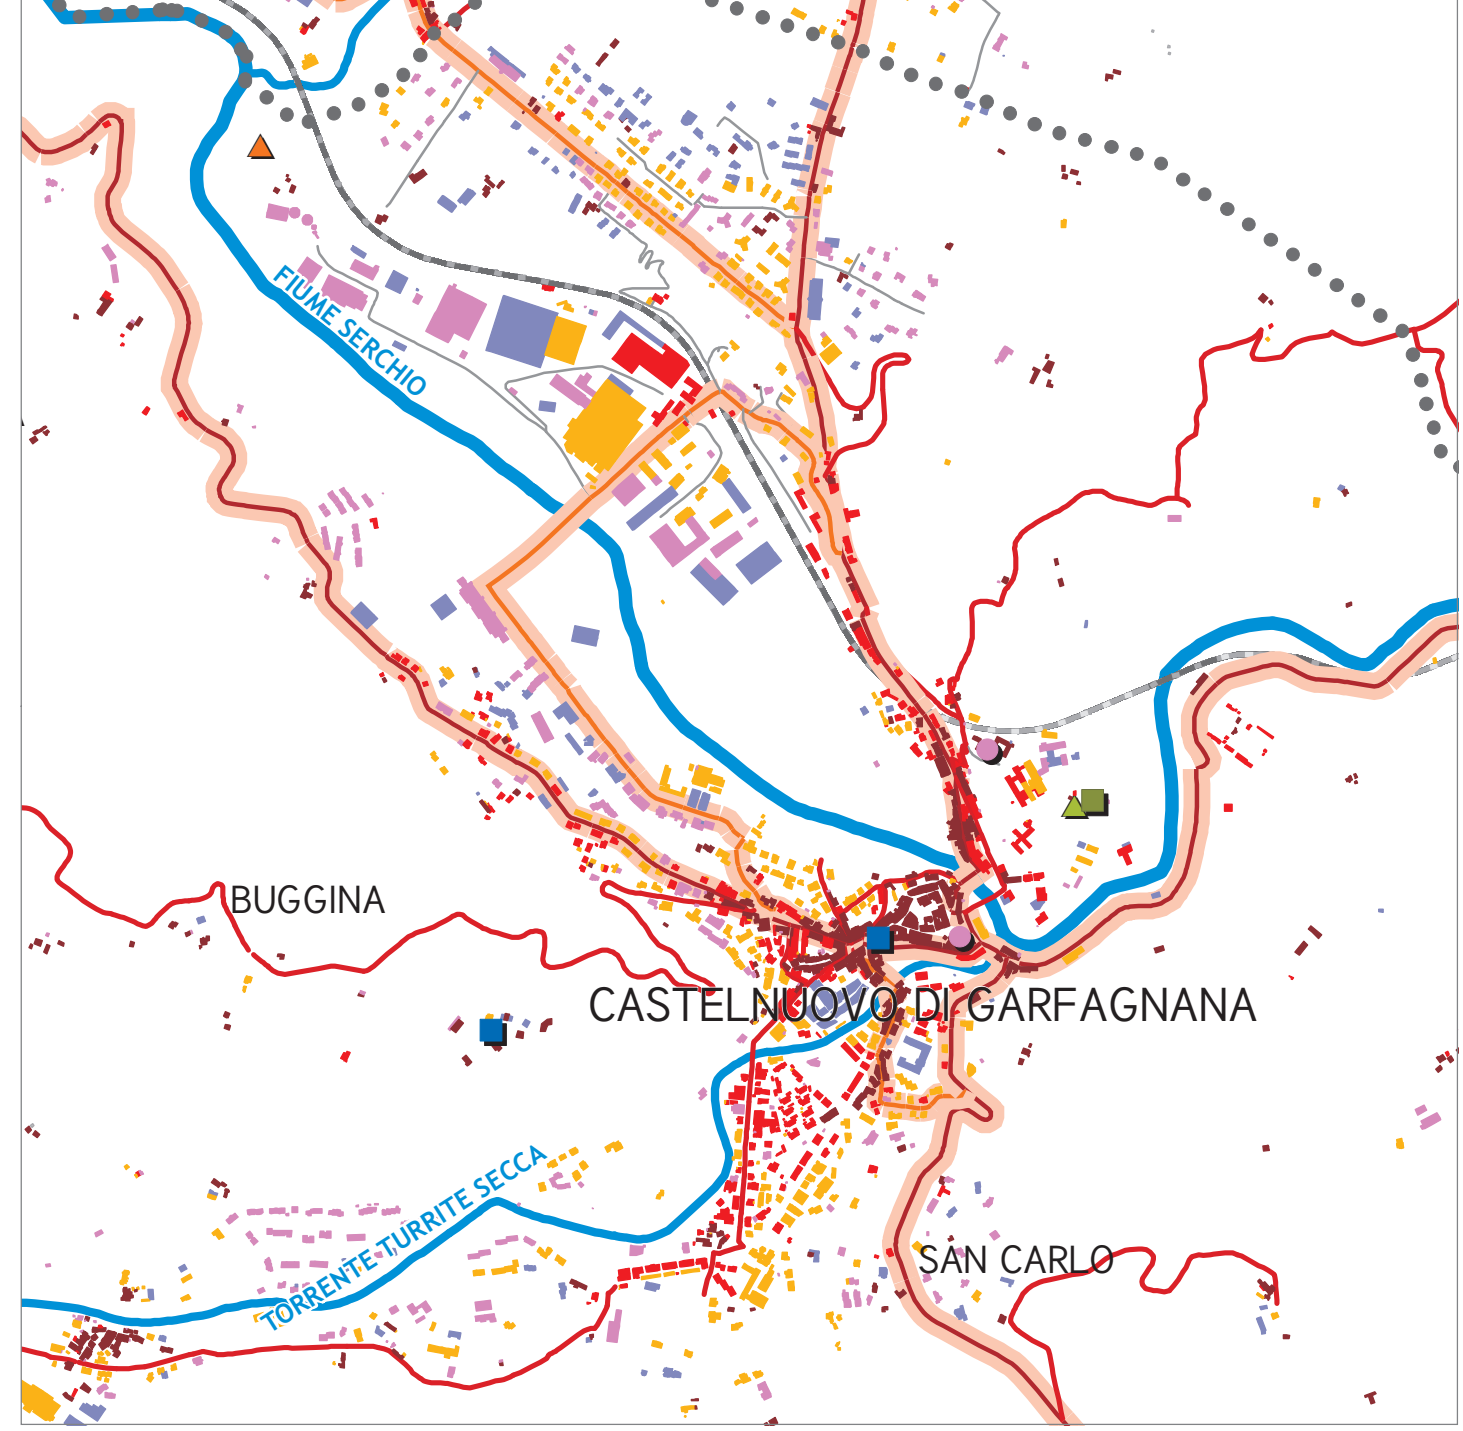 FIUME SERCHIO
BUGGINA
CASTELNUOVO DI GARFAGNANA
TORRENTE TURRITE SECCA
SAN CARLO